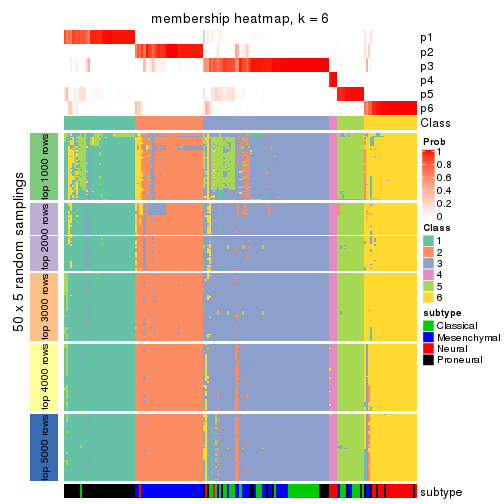 membership heatmap, k = 6
p1
p2
p3
p4
p5
p6
Class
50 x 5 random samplings
top 1000 rows
top 2000 rows
top 3000 rows
top 4000 rows
top 5000 rows
Prob
1
0.8
0.6
0.4
0.2
0
Class
1
2
3
4
5
6
subtype
Classical
Mesenchymal
Neural
Proneural
subtype